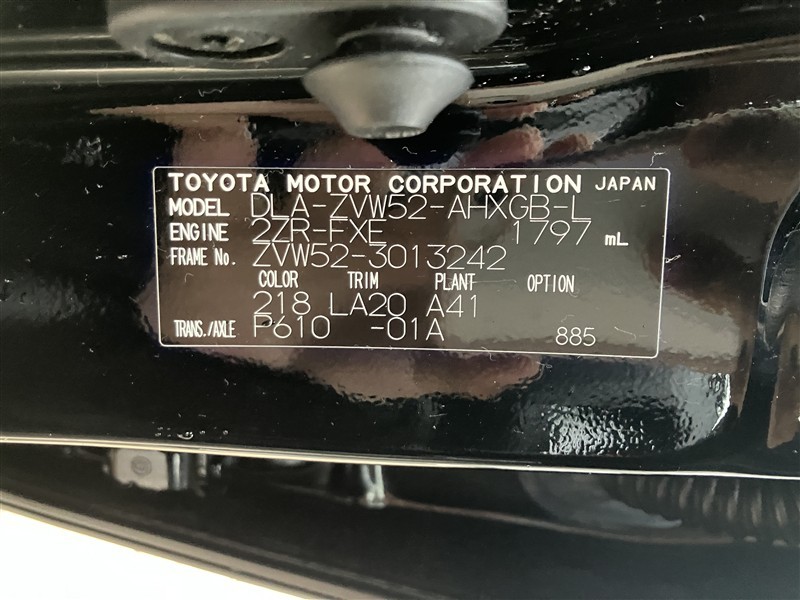 TOYOTA MOTOR CORPORATION JAPAN
MODEL DLA-ZVW52-AHXGB-L
ENGINE 2ZR-FXE 1797 mL
FRAME No. ZVW52-3013242
COLOR TRIM PLANT OPTION
218 LA20 A41
TRANS./AXLE P610 -01A 885